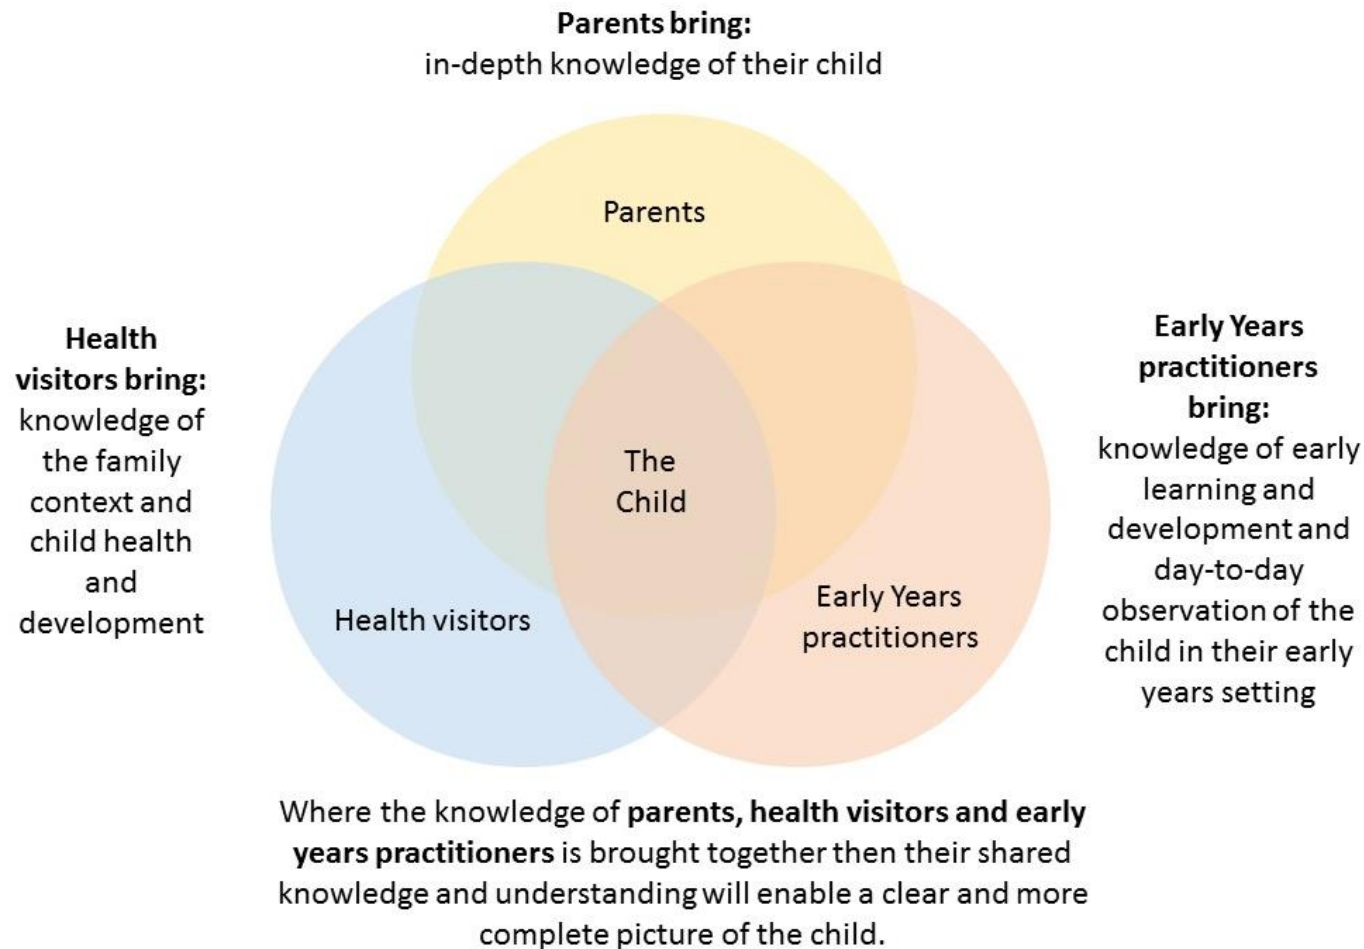 Parents bring:
in-depth knowledge of their child
Parents
Health
visitors bring:
knowledge of
the family
context and
child health
and
development
The
Child
Health visitors
Early Years
practitioners
Early Years
practitioners
bring:
knowledge of early
learning and
development and
day-to-day
observation of the
child in their early
years setting
Where the knowledge of parents, health visitors and early
years practitioners is brought together then their shared
knowledge and understanding will enable a clear and more
complete picture of the child.